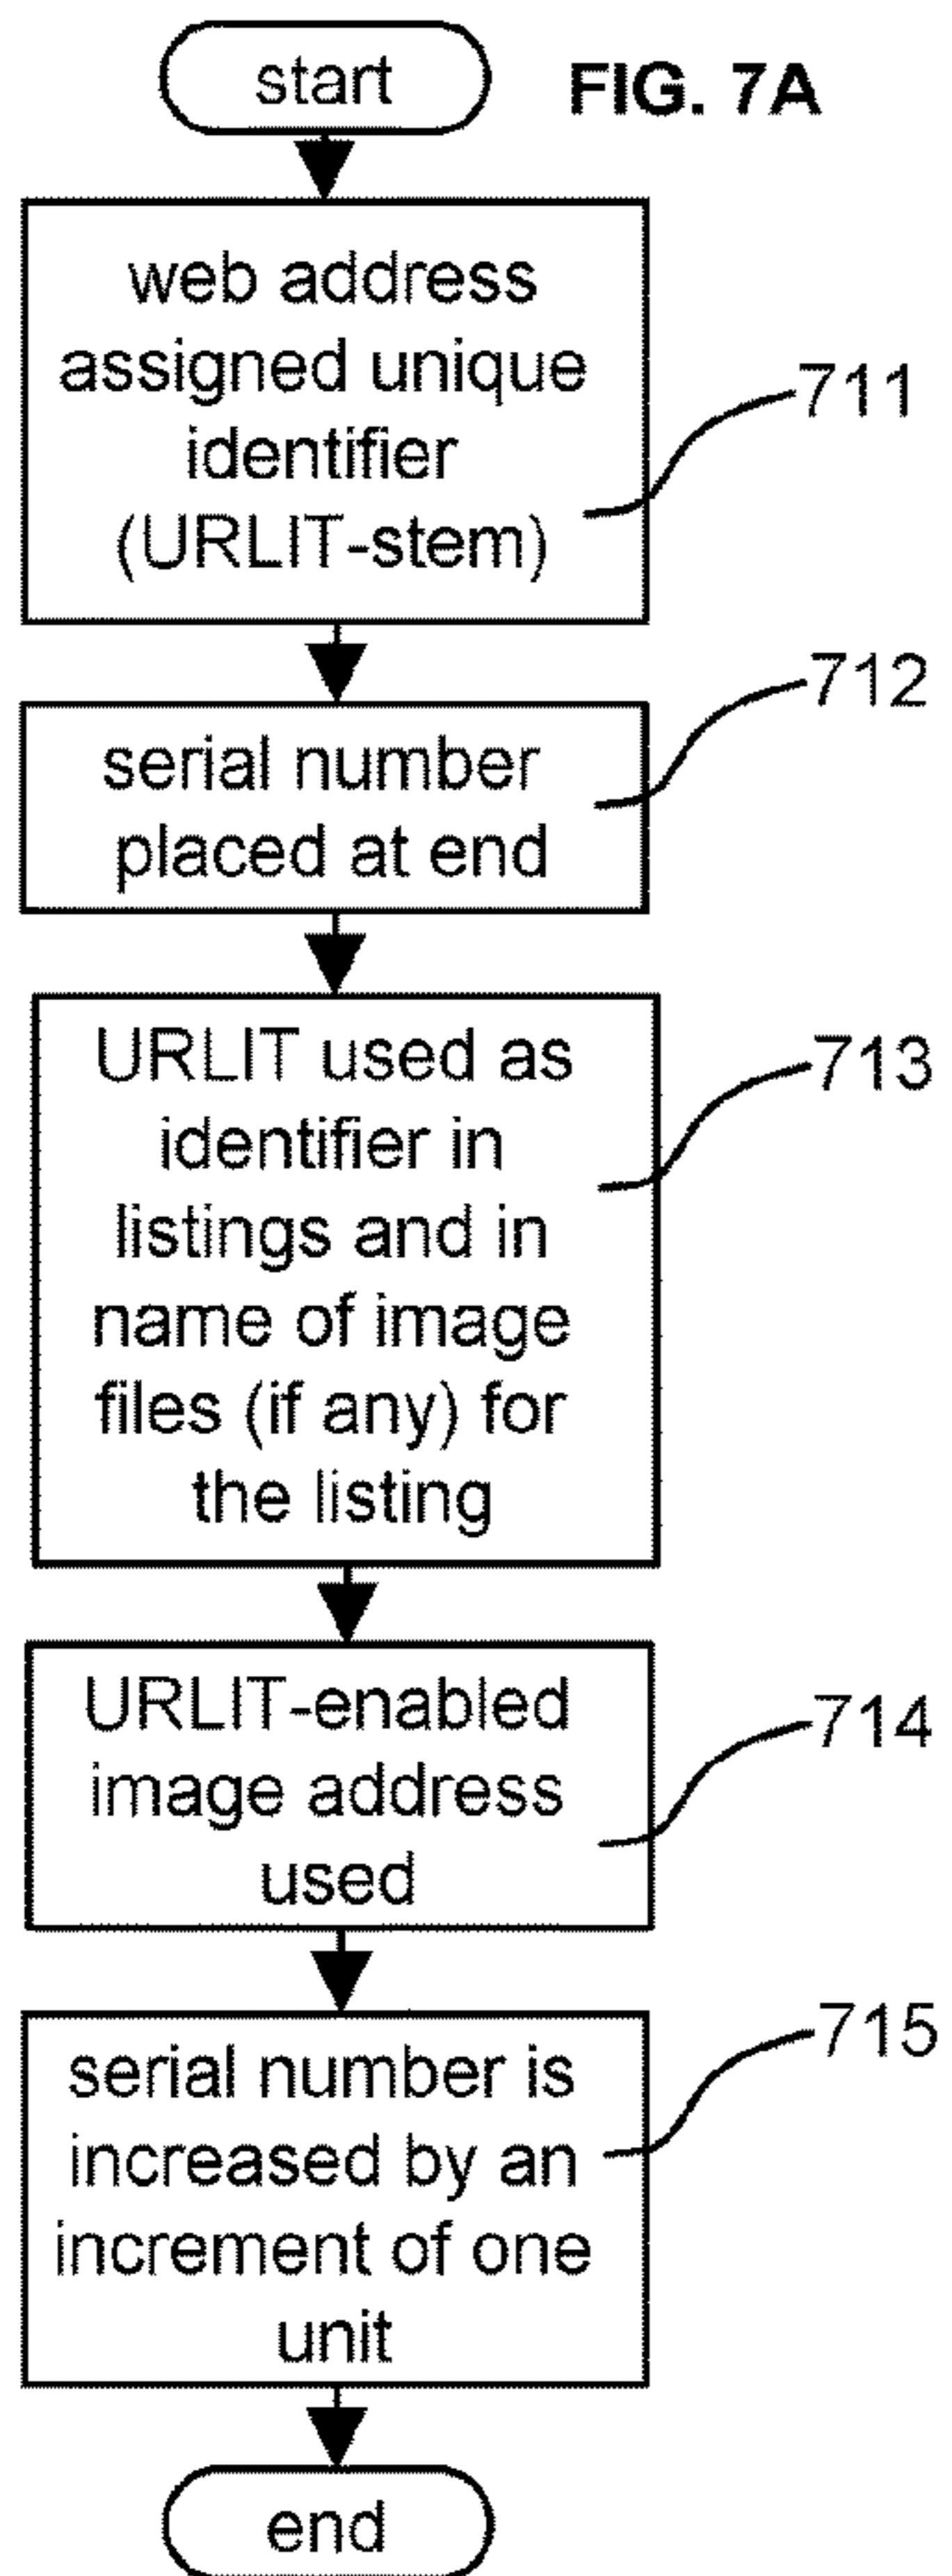 start
FIG. 7A
web address
assigned unique
identifier
(URLIT-stem)
711
serial number
placed at end
712
URLIT used as
identifier in
listings and in
name of image
files (if any) for
the listing
713
URLIT-enabled
image address
used
714
serial number is
increased by an
increment of one
unit
715
end